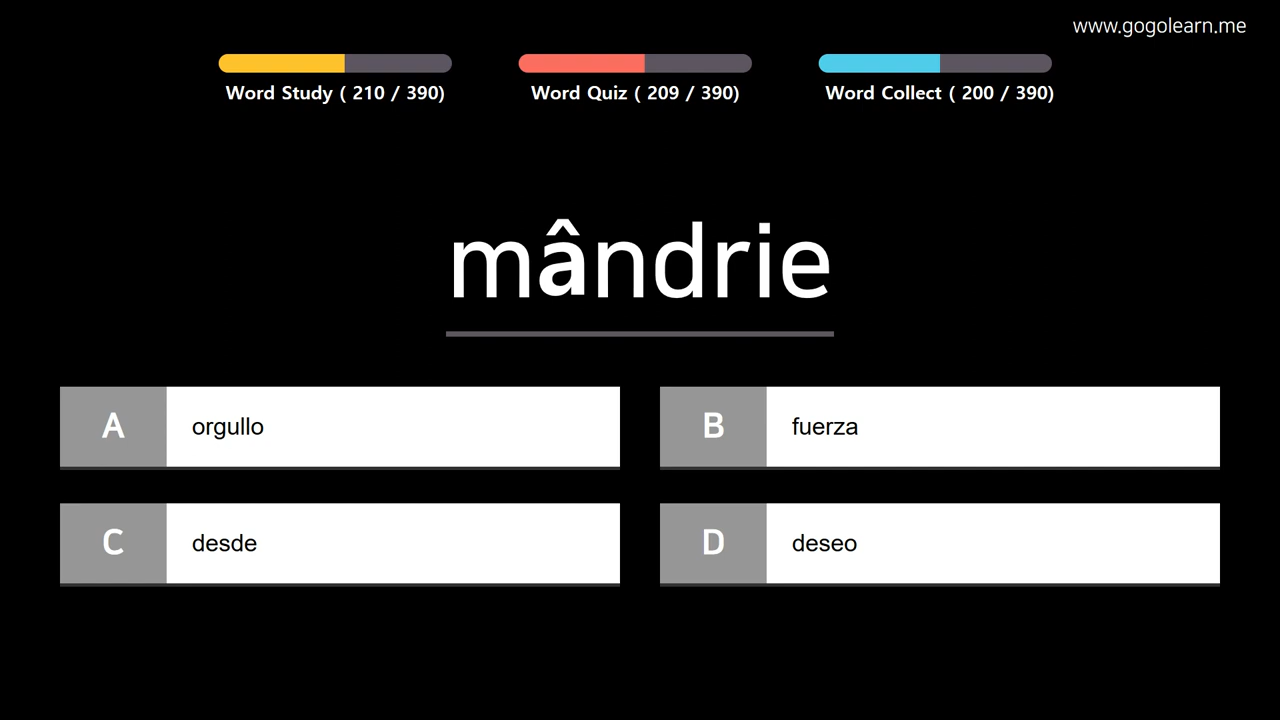 www.gogolearn.me
Word Study ( 210 / 390)
Word Quiz ( 209 / 390)
Word Collect ( 200 / 390)
mândrie
A orgullo
B fuerza
C desde
D deseo